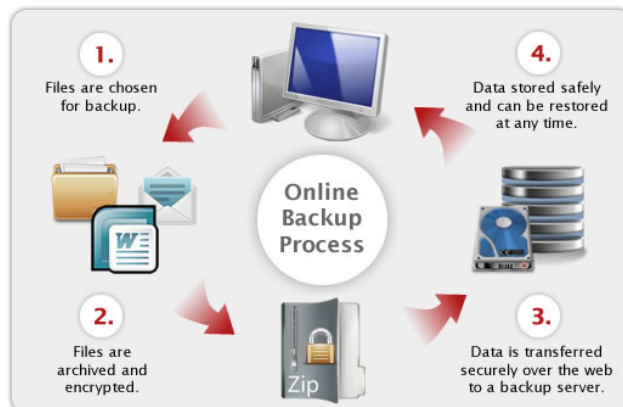 1.
Files are chosen
for backup.
4.
Data stored safely
and can be restored
at any time.
Online
Backup
Process
W
2.
Files are
archived and
encrypted.
Zip
3.
Data is transferred
securely over the web
to a backup server.